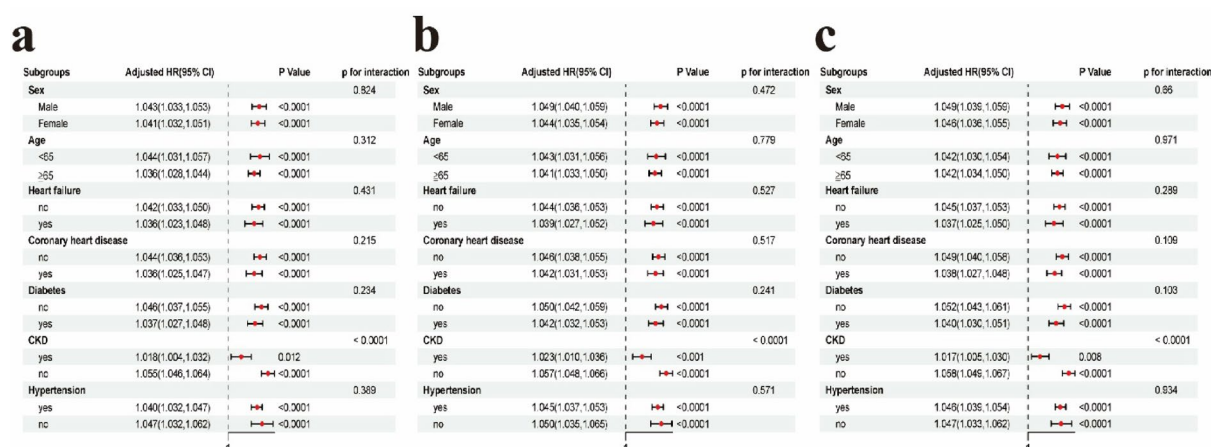 a
Subgroups Adjusted HR(95% CI) P Value p for interaction
Sex 0.824
Male 1.043(1.033,1.053) <0.0001
Female 1.041(1.032,1.051) <0.0001
Age 0.312
<65 1.044(1.031,1.057) <0.0001
≥65 1.036(1.028,1.044) <0.0001
Heart failure 0.431
nc 1.042(1.033,1.050) <0.0001
yes 1.036(1.023,1.048) <0.0001
Coronary heart disease 0.215
nc 1.044(1.036,1.053) <0.0001
yes 1.036(1.025,1.047) <0.0001
Diabetes 0.234
nc 1.046(1.037,1.055) <0.0001
yes 1.037(1.027,1.048) <0.0001
CKD < 0.0001
yes 1.018(1.004,1.032) 0.012
nc 1.055(1.046,1.064) <0.0001
Hypertension 0.389
yes 1.040(1.032,1.047) <0.0001
nc 1.047(1.032,1.062) <0.0001
b
Subgroups Adjusted HR(95% CI) P Value p for interaction
Sex 0.472
Male 1.049(1.040,1.059) <0.0001
Female 1.044(1.035,1.054) <0.0001
Age 0.779
<65 1.043(1.031,1.056) <0.0001
≥65 1.041(1.033,1.050) <0.0001
Heart failure 0.527
no 1.044(1.036,1.053) <0.0001
yes 1.039(1.027,1.052) <0.0001
Coronary heart disease 0.517
no 1.046(1.038,1.055) <0.0001
yes 1.042(1.031,1.053) <0.0001
Diabetes 0.241
no 1.050(1.042,1.059) <0.0001
yes 1.042(1.032,1.053) <0.0001
CKD < 0.0001
yes 1.023(1.010,1.036) <0.001
no 1.057(1.048,1.066) <0.0001
Hypertension 0.571
yes 1.045(1.037,1.053) <0.0001
no 1.050(1.035,1.065) <0.0001
c
Subgroups Adjusted HR(95% CI) P Value p for interaction
Sex 0.66
Male 1.049(1.039,1.059) <0.0001
Female 1.046(1.036,1.055) <0.0001
Age 0.971
<65 1.042(1.030,1.054) <0.0001
≥65 1.042(1.034,1.050) <0.0001
Heart failure 0.289
no 1.045(1.037,1.053) <0.0001
yes 1.037(1.025,1.050) <0.0001
Coronary heart disease 0.109
no 1.049(1.040,1.058) <0.0001
yes 1.038(1.027,1.048) <0.0001
Diabetes 0.103
no 1.052(1.043,1.061) <0.0001
yes 1.040(1.030,1.051) <0.0001
CKD < 0.0001
yes 1.017(1.005,1.030) 0.008
no 1.058(1.049,1.067) <0.0001
Hypertension 0.934
yes 1.046(1.039,1.054) <0.0001
no 1.047(1.033,1.062) <0.0001